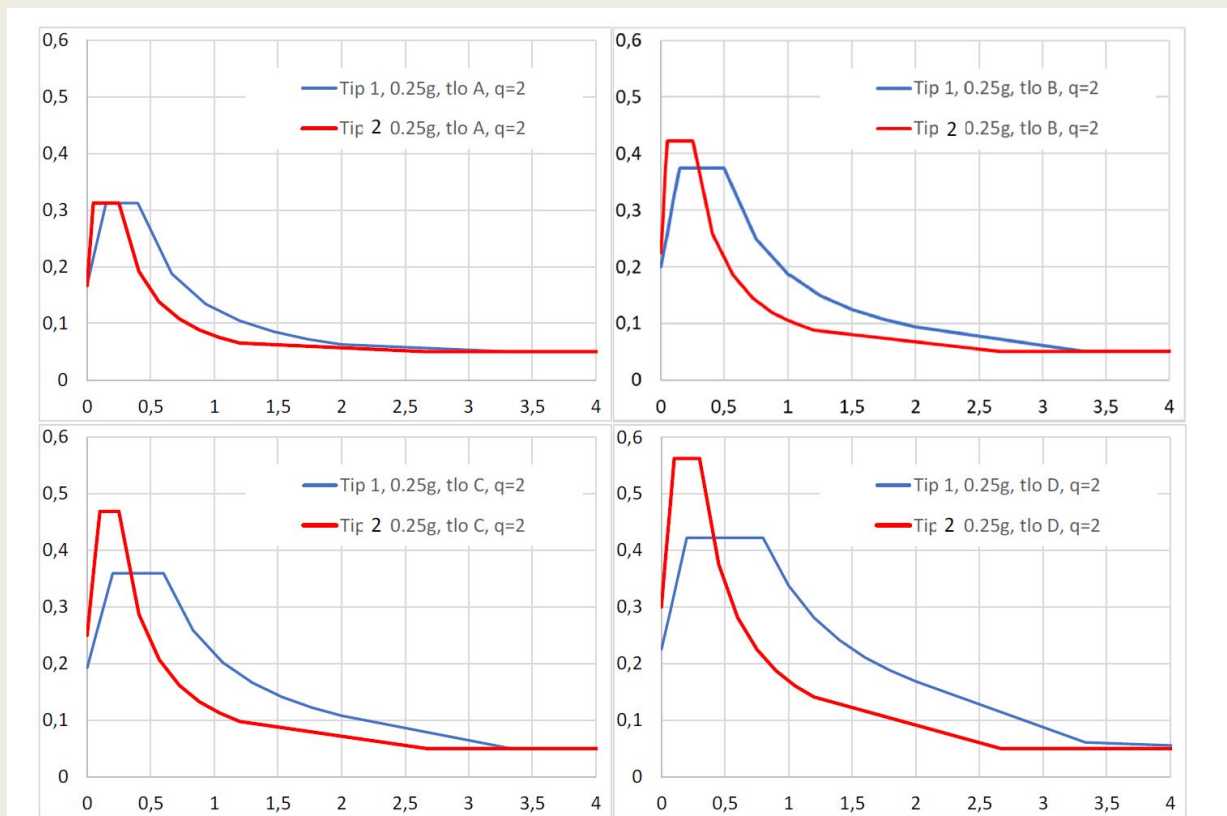 0,6
0,5
0,4
0,3
0,2
0,1
0
0 0,5 1 1,5 2 2,5 3 3,5 4
Tip 1, 0.25g, tlo A, q=2
Tip 2 0.25g, tlo A, q=2
0,6
0,5
0,4
0,3
0,2
0,1
0
0 0,5 1 1,5 2 2,5 3 3,5 4
Tip 1, 0.25g, tlo B, q=2
Tip 2 0.25g, tlo B, q=2
0,6
0,5
0,4
0,3
0,2
0,1
0
0 0,5 1 1,5 2 2,5 3 3,5 4
Tip 1, 0.25g, tlo C, q=2
Tip 2 0.25g, tlo C, q=2
0,6
0,5
0,4
0,3
0,2
0,1
0
0 0,5 1 1,5 2 2,5 3 3,5 4
Tip 1, 0.25g, tlo D, q=2
Tip 2 0.25g, tlo D, q=2